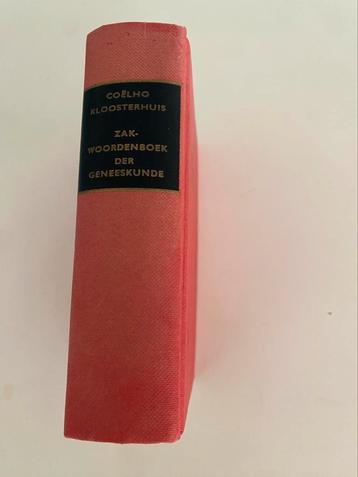 COËLHO
KLOOSTERHUIS
ZAK-
WOORDENBOEK
DER
GENEESKUNDE